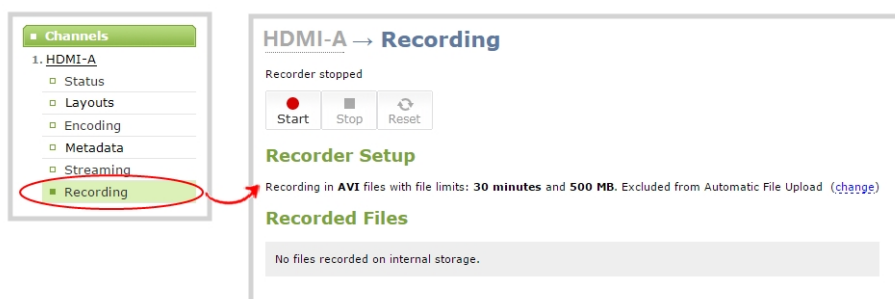 Channels
1. HDMI-A
Status
Layouts
Encoding
Metadata
Streaming
Recording
HDMI-A → Recording
Recorder stopped
Start Stop Reset
Recorder Setup
Recording in AVI files with file limits: 30 minutes and 500 MB. Excluded from Automatic File Upload (change)
Recorded Files
No files recorded on internal storage.